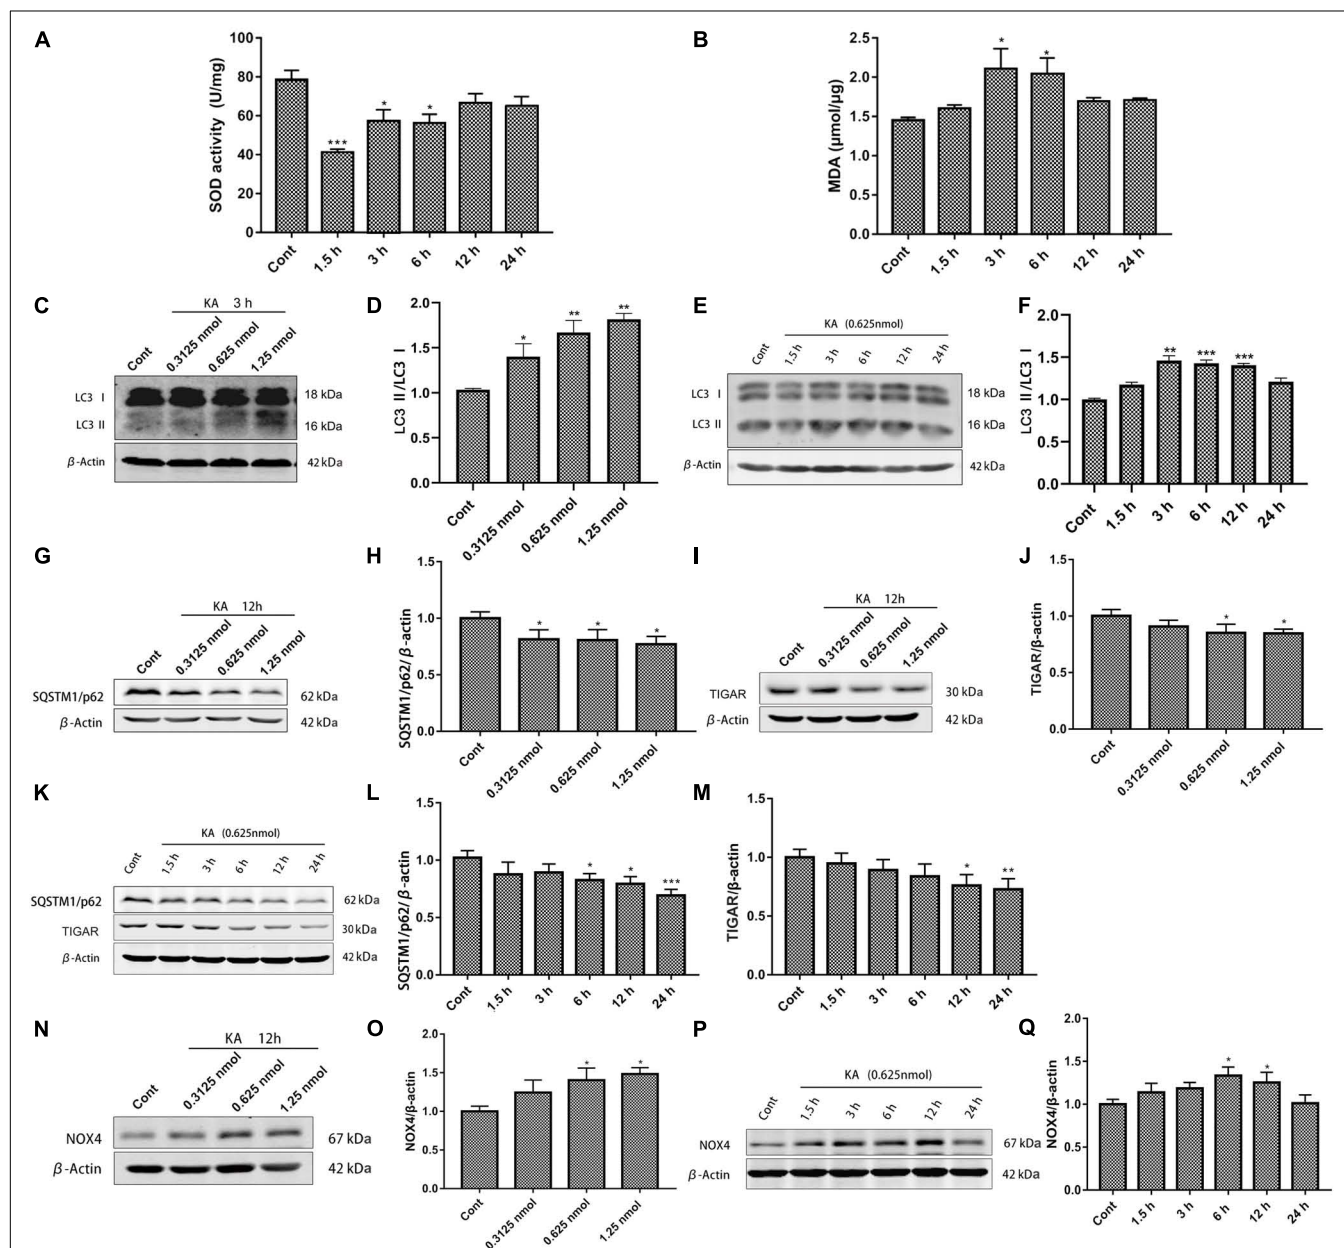 A
SOD activity (U/mg)
100
80
60
40
20
0
***
*
*
Cont 1.5 h 3 h 6 h 12 h 24 h
B
MDA (μmol/μg)
2.5
2.0
1.5
1.0
0.5
0.0
*
*
Cont 1.5 h 3 h 6 h 12 h 24 h
C
KA 3 h
Cont 0.3125 nmol 0.625 nmol 1.25 nmol
LC3 I 18 kDa
LC3 II 16 kDa
β-Actin 42 kDa
D
LC3 II/LC3 I
2.0
1.5
1.0
0.5
0.0
*
**
**
Cont 0.3125 nmol 0.625 nmol 1.25 nmol
E
KA (0.625nmol)
Cont 1.5 h 3 h 6 h 12 h 24 h
LC3 I 18 kDa
LC3 II 16 kDa
β-Actin 42 kDa
F
LC3 II/LC3 I
2.0
1.5
1.0
0.5
0.0
**
***
***
Cont 1.5 h 3 h 6 h 12 h 24 h
G
KA 12h
Cont 0.3125 nmol 0.625 nmol 1.25 nmol
SQSTM1/p62 62 kDa
β-Actin 42 kDa
H
SQSTM1/p62/β-actin
1.5
1.0
0.5
0.0
*
*
*
Cont 0.3125 nmol 0.625 nmol 1.25 nmol
I
KA 12h
Cont 0.3125 nmol 0.625 nmol 1.25 nmol
TIGAR 30 kDa
β-Actin 42 kDa
J
TIGAR/β-actin
1.5
1.0
0.5
0.0
*
*
Cont 0.3125 nmol 0.625 nmol 1.25 nmol
K
KA (0.625nmol)
Cont 1.5 h 3 h 6 h 12 h 24 h
SQSTM1/p62 62 kDa
TIGAR 30 kDa
β-Actin 42 kDa
L
SQSTM1/p62/β-actin
1.5
1.0
0.5
0.0
*
*
***
Cont 1.5 h 3 h 6 h 12 h 24 h
M
TIGAR/β-actin
1.5
1.0
0.5
0.0
*
**
Cont 1.5 h 3 h 6 h 12 h 24 h
N
KA 12h
Cont 0.3125 nmol 0.625 nmol 1.25 nmol
NOX4 67 kDa
β-Actin 42 kDa
O
NOX4/β-actin
2.0
1.5
1.0
0.5
0.0
*
*
Cont 0.3125 nmol 0.625 nmol 1.25 nmol
P
KA (0.625nmol)
Cont 1.5 h 3 h 6 h 12 h 24 h
NOX4 67 kDa
β-Actin 42 kDa
Q
NOX4/β-actin
2.0
1.5
1.0
0.5
0.0
*
*
Cont 1.5 h 3 h 6 h 12 h 24 h